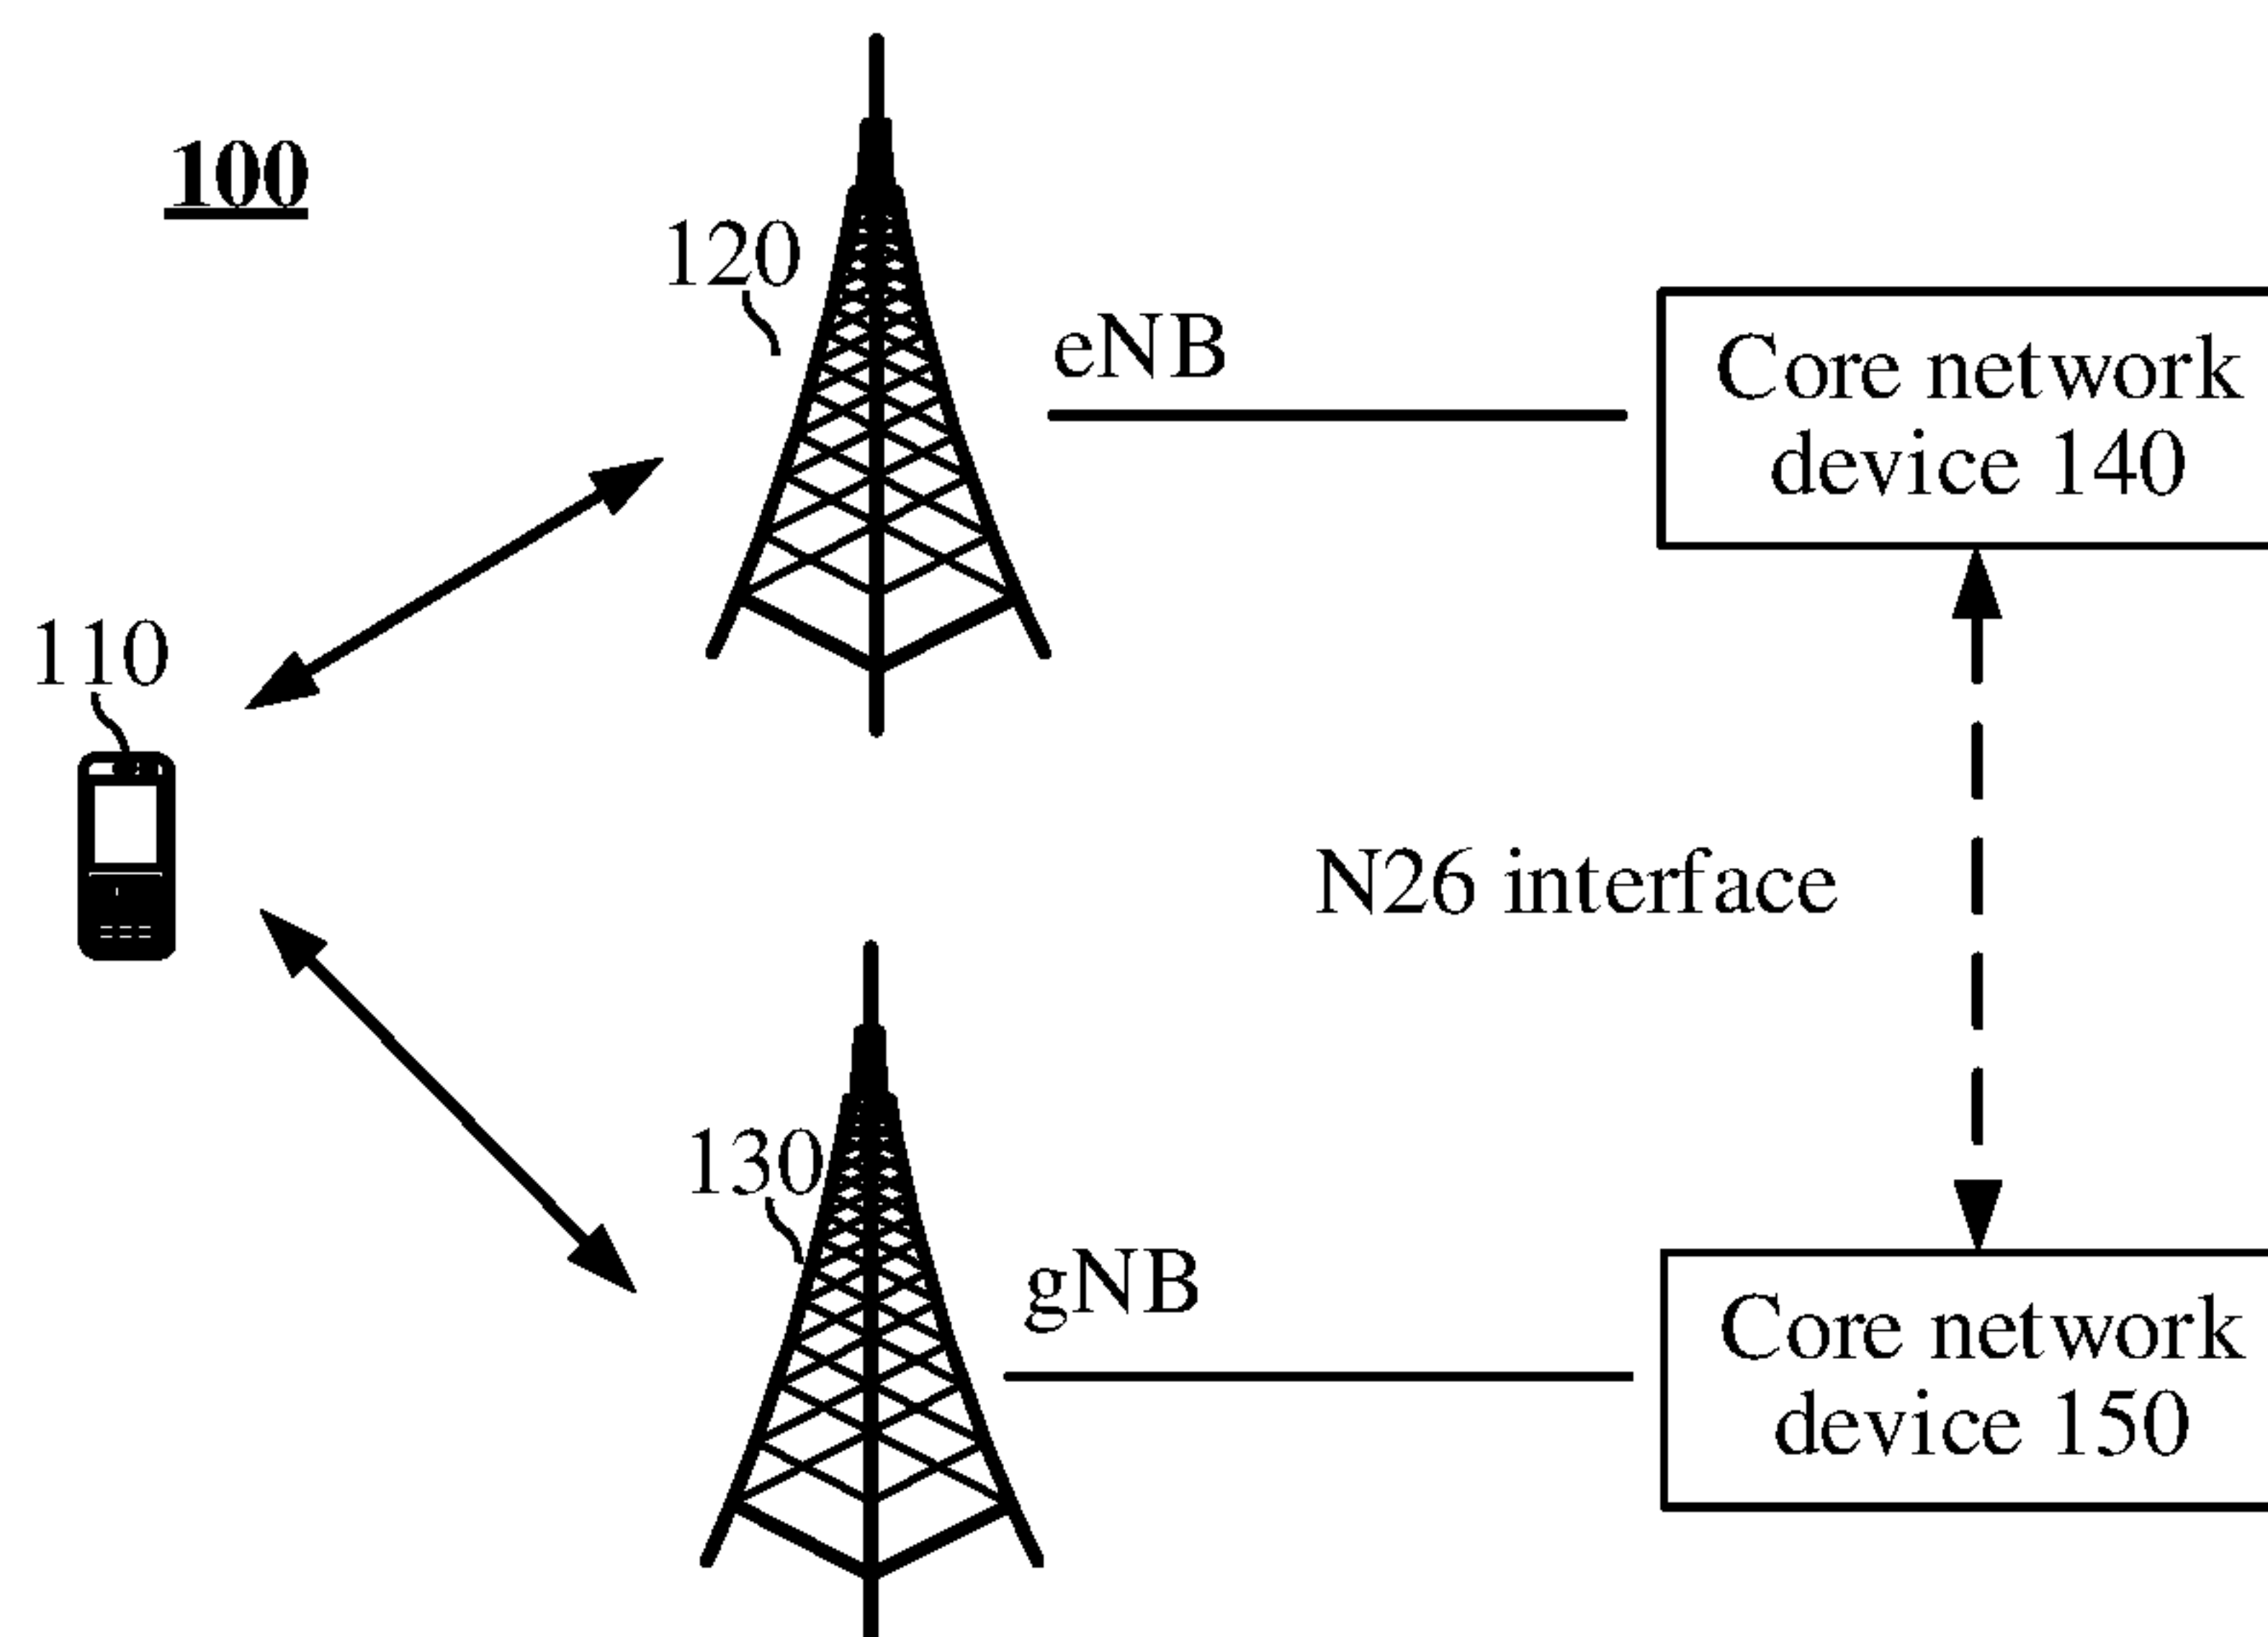 100
120
eNB
Core network
device 140
110
N26 interface
130
gNB
Core network
device 150